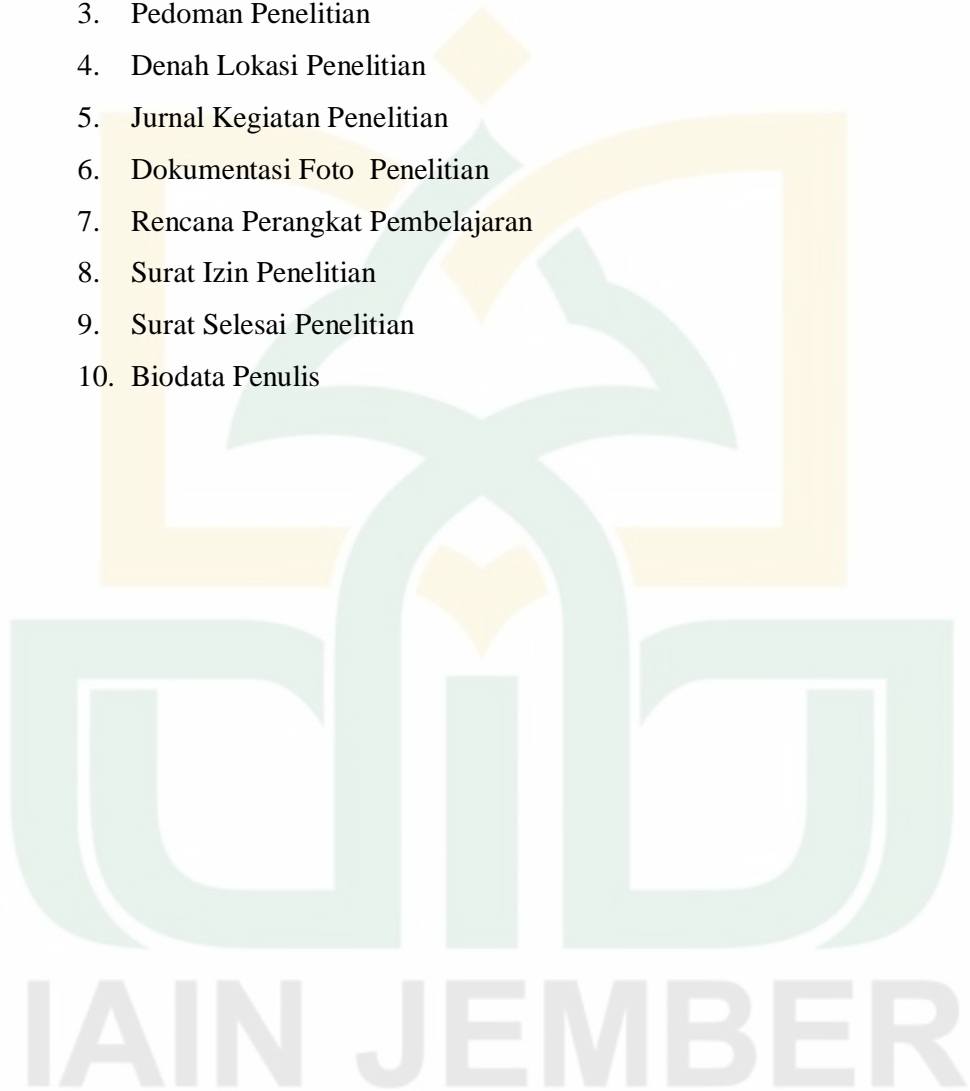 3. Pedoman Penelitian
4. Denah Lokasi Penelitian
5. Jurnal Kegiatan Penelitian
6. Dokumentasi Foto  Penelitian
7. Rencana Perangkat Pembelajaran
8. Surat Izin Penelitian
9. Surat Selesai Penelitian
10. Biodata Penulis
IAIN JEMBER